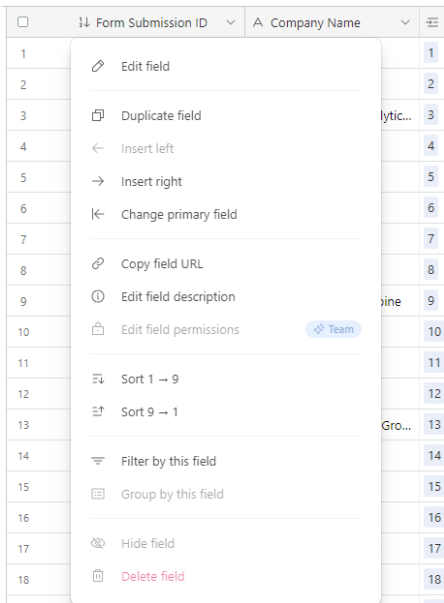 Form Submission ID
A Company Name
1
Edit field
1
2
2
3
Duplicate field
lytic...
3
4
Insert left
4
5
Insert right
5
6
Change primary field
6
7
7
8
Copy field URL
8
9
Edit field description
pine
9
10
Edit field permissions
Team
10
11
11
12
Sort 1 → 9
12
Sort 9 → 1
13
Gro...
13
14
Filter by this field
14
15
Group by this field
15
16
16
17
Hide field
17
18
Delete field
18